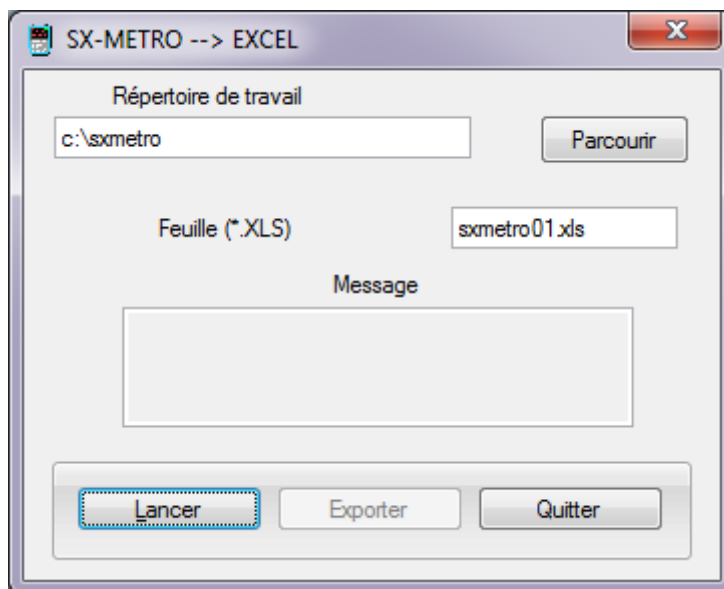 SX-METRO --> EXCEL
Répertoire de travail
c:\sxmetro
Parcourir
Feuille (*.XLS)
sxmetro01.xls
Message
Lancer
Exporter
Quitter